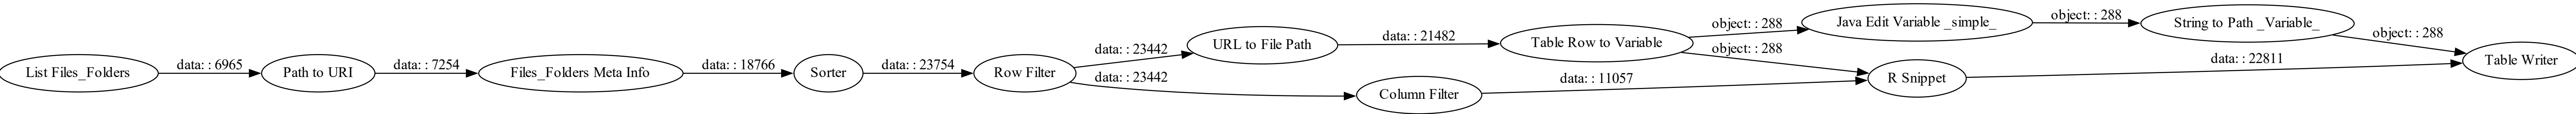 List Files_Folders
data: : 6965
Path to URI
data: : 7254
Files_Folders Meta Info
data: : 18766
Sorter
data: : 23754
Row Filter
data: : 23442
data: : 23442
URL to File Path
Column Filter
data: : 21482
data: : 11057
Table Row to Variable
object: : 288
object: : 288
Java Edit Variable _simple_
R Snippet
object: : 288
String to Path _Variable_
object: : 288
data: : 22811
Table Writer